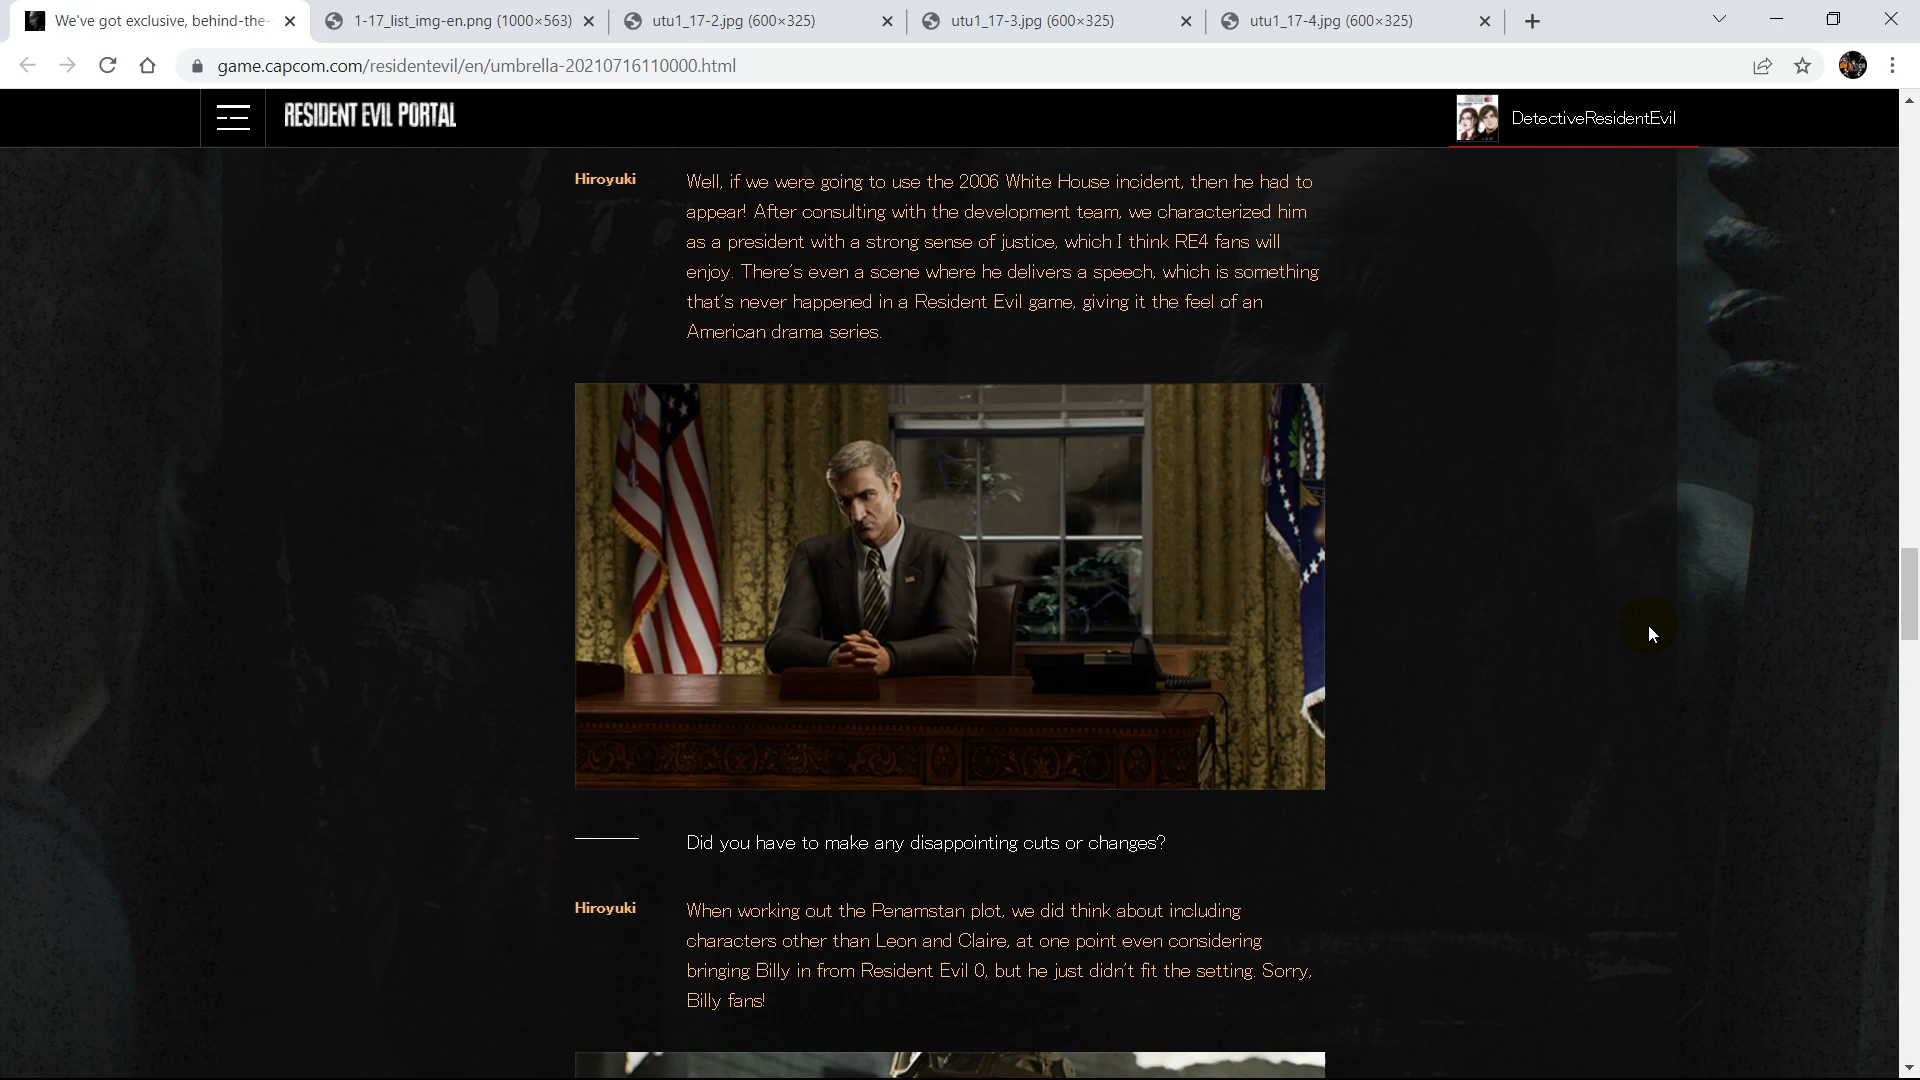 We've got exclusive, behind-the-
1-17_list_img-en.png (1000×563)
utu1_17-2.jpg (600×325)
utu1_17-3.jpg (600×325)
utu1_17-4.jpg (600×325)
game.capcom.com/residentevil/en/umbrella-20210716110000.html
RESIDENT EVIL PORTAL
DetectiveResidentEvil
Hiroyuki
Well, if we were going to use the 2006 White House incident, then he had to
appear! After consulting with the development team, we characterized him
as a president with a strong sense of justice, which I think RE4 fans will
enjoy. There's even a scene where he delivers a speech, which is something
that's never happened in a Resident Evil game, giving it the feel of an
American drama series.
Did you have to make any disappointing cuts or changes?
Hiroyuki
When working out the Penamstan plot, we did think about including
characters other than Leon and Claire, at one point even considering
bringing Billy in from Resident Evil 0, but he just didn't fit the setting. Sorry,
Billy fans!